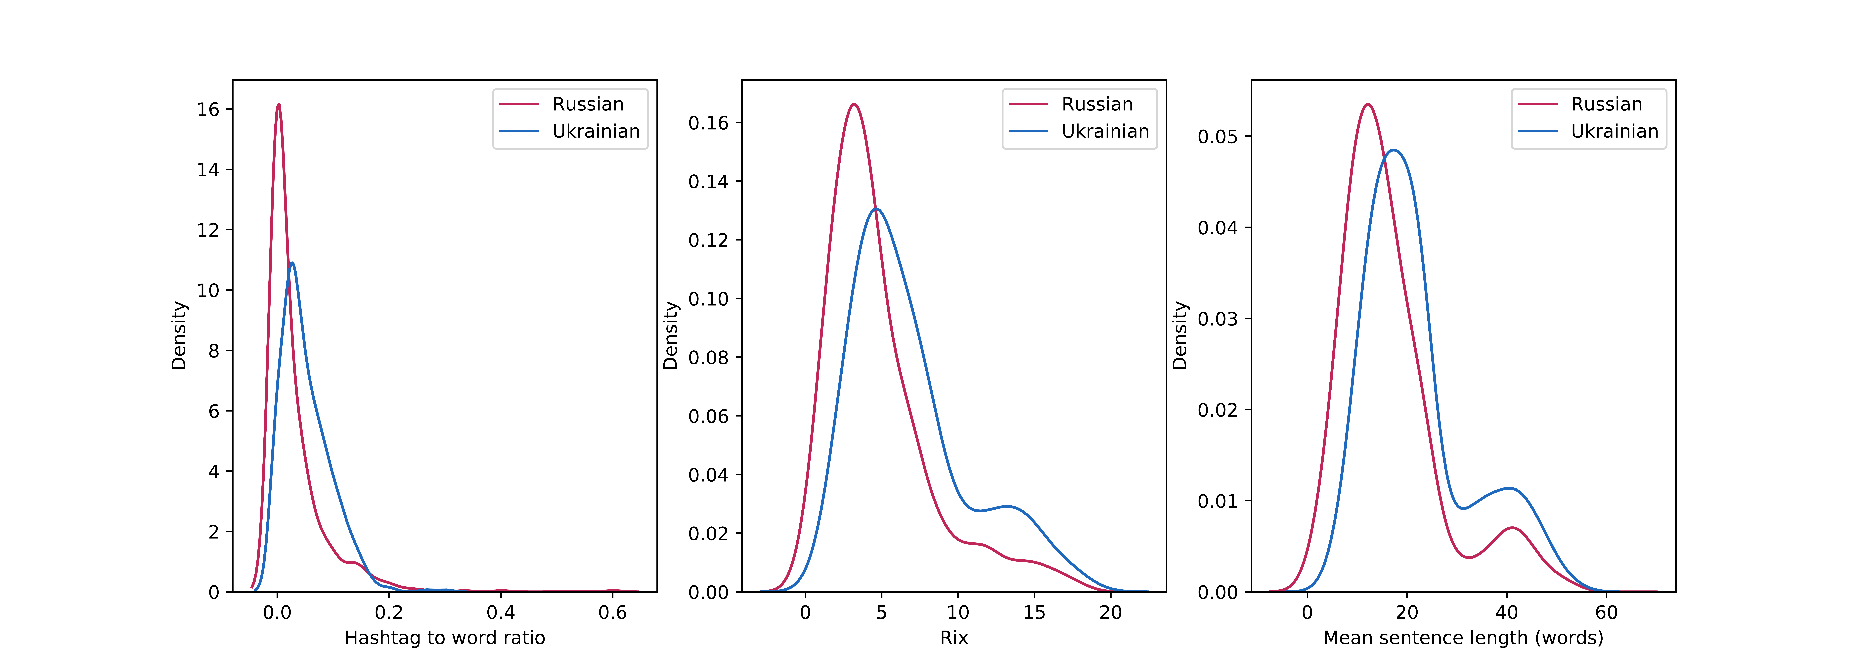 Russian
Ukrainian
16
14
12
10
8
6
4
2
0
Density
0.0 0.2 0.4 0.6
Hashtag to word ratio
Russian
Ukrainian
0.16
0.14
0.12
0.10
0.08
0.06
0.04
0.02
0.00
Density
0 5 10 15 20
Rix
Russian
Ukrainian
0.05
0.04
0.03
0.02
0.01
0.00
Density
0 20 40 60
Mean sentence length (words)